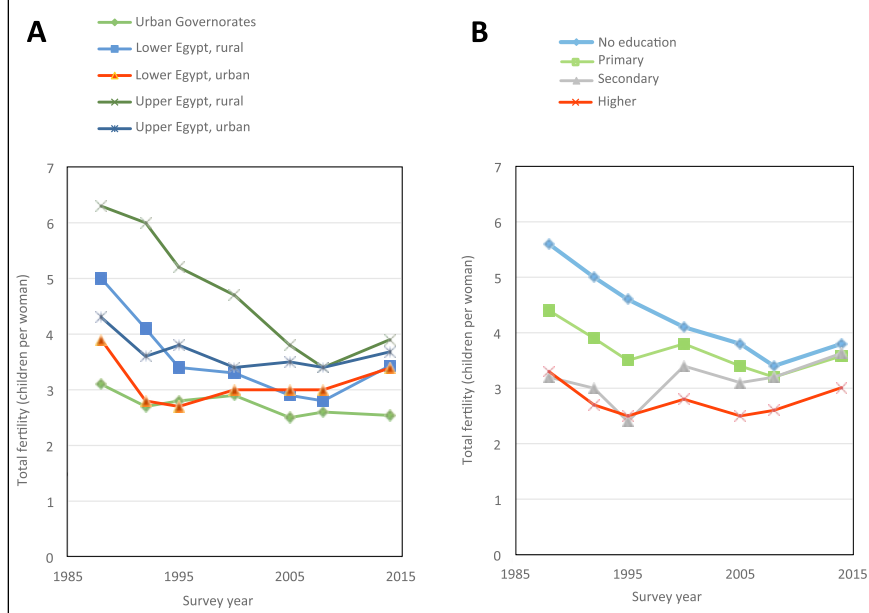 A
Urban Governorates
Lower Egypt, rural
Lower Egypt, urban
Upper Egypt, rural
Upper Egypt, urban
7
6
5
4
3
2
1
0
1985
1995
2005
2015
Survey year
Total fertility (children per woman)
B
No education
Primary
Secondary
Higher
7
6
5
4
3
2
1
0
1985
1995
2005
2015
Survey year
Total fertility (children per woman)